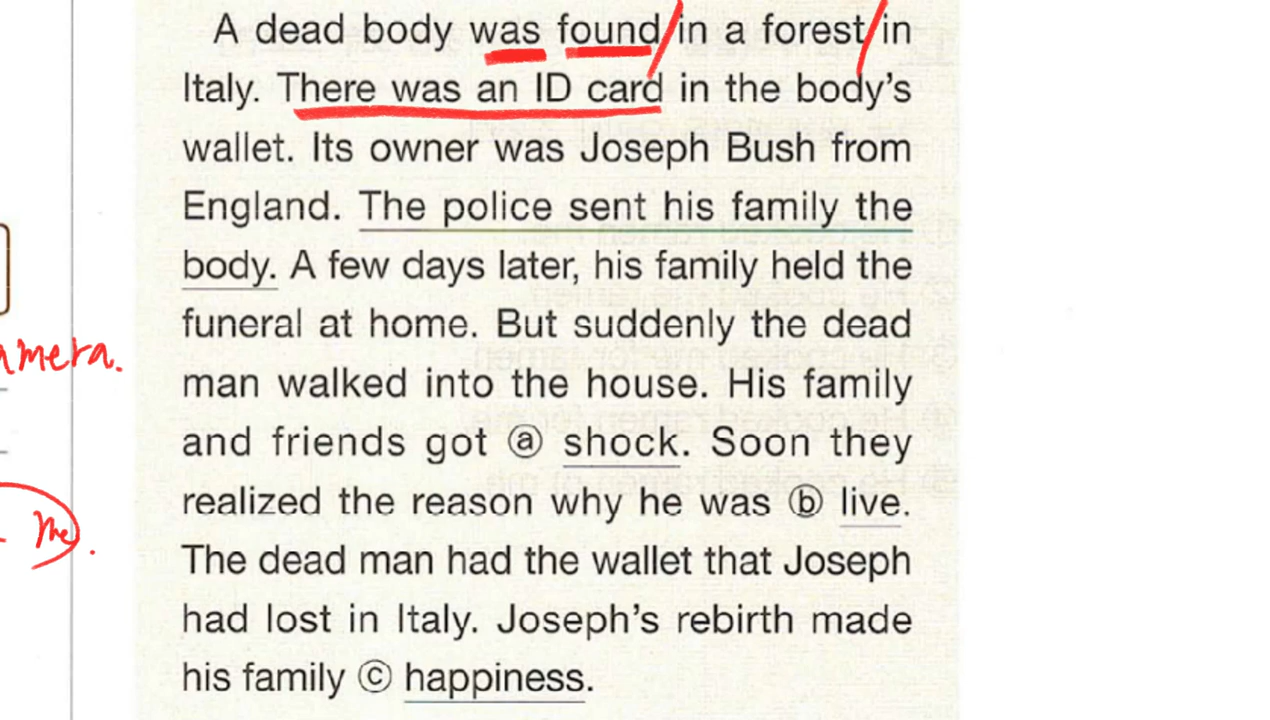 A dead body was found in a forest in
Italy. There was an ID card in the body's
wallet. Its owner was Joseph Bush from
England. The police sent his family the
body. A few days later, his family held the
funeral at home. But suddenly the dead
man walked into the house. His family
and friends got ⓐ shock. Soon they
realized the reason why he was ⓑ live.
The dead man had the wallet that Joseph
had lost in Italy. Joseph's rebirth made
his family ⓒ happiness.
amera.
me.